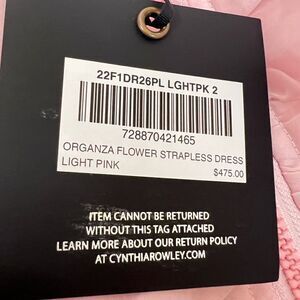 22F1DR26PL LGHTPK 2
728870421465
ORGANZA FLOWER STRAPLESS DRESS
LIGHT PINK
$475.00
ITEM CANNOT BE RETURNED
WITHOUT THIS TAG ATTACHED
LEARN MORE ABOUT OUR RETURN POLICY
AT CYNTHIAROWLEY.COM